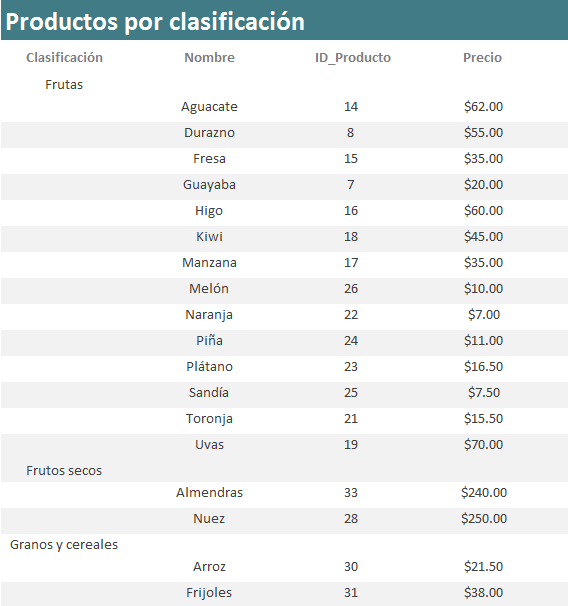 Productos por clasificación
Clasificación Nombre ID_Producto Precio
Frutas
Aguacate 14 $62.00
Durazno 8 $55.00
Fresa 15 $35.00
Guayaba 7 $20.00
Higo 16 $60.00
Kiwi 18 $45.00
Manzana 17 $35.00
Melón 26 $10.00
Naranja 22 $7.00
Piña 24 $11.00
Plátano 23 $16.50
Sandía 25 $7.50
Toronja 21 $15.50
Uvas 19 $70.00
Frutos secos
Almendras 33 $240.00
Nuez 28 $250.00
Granos y cereales
Arroz 30 $21.50
Frijoles 31 $38.00